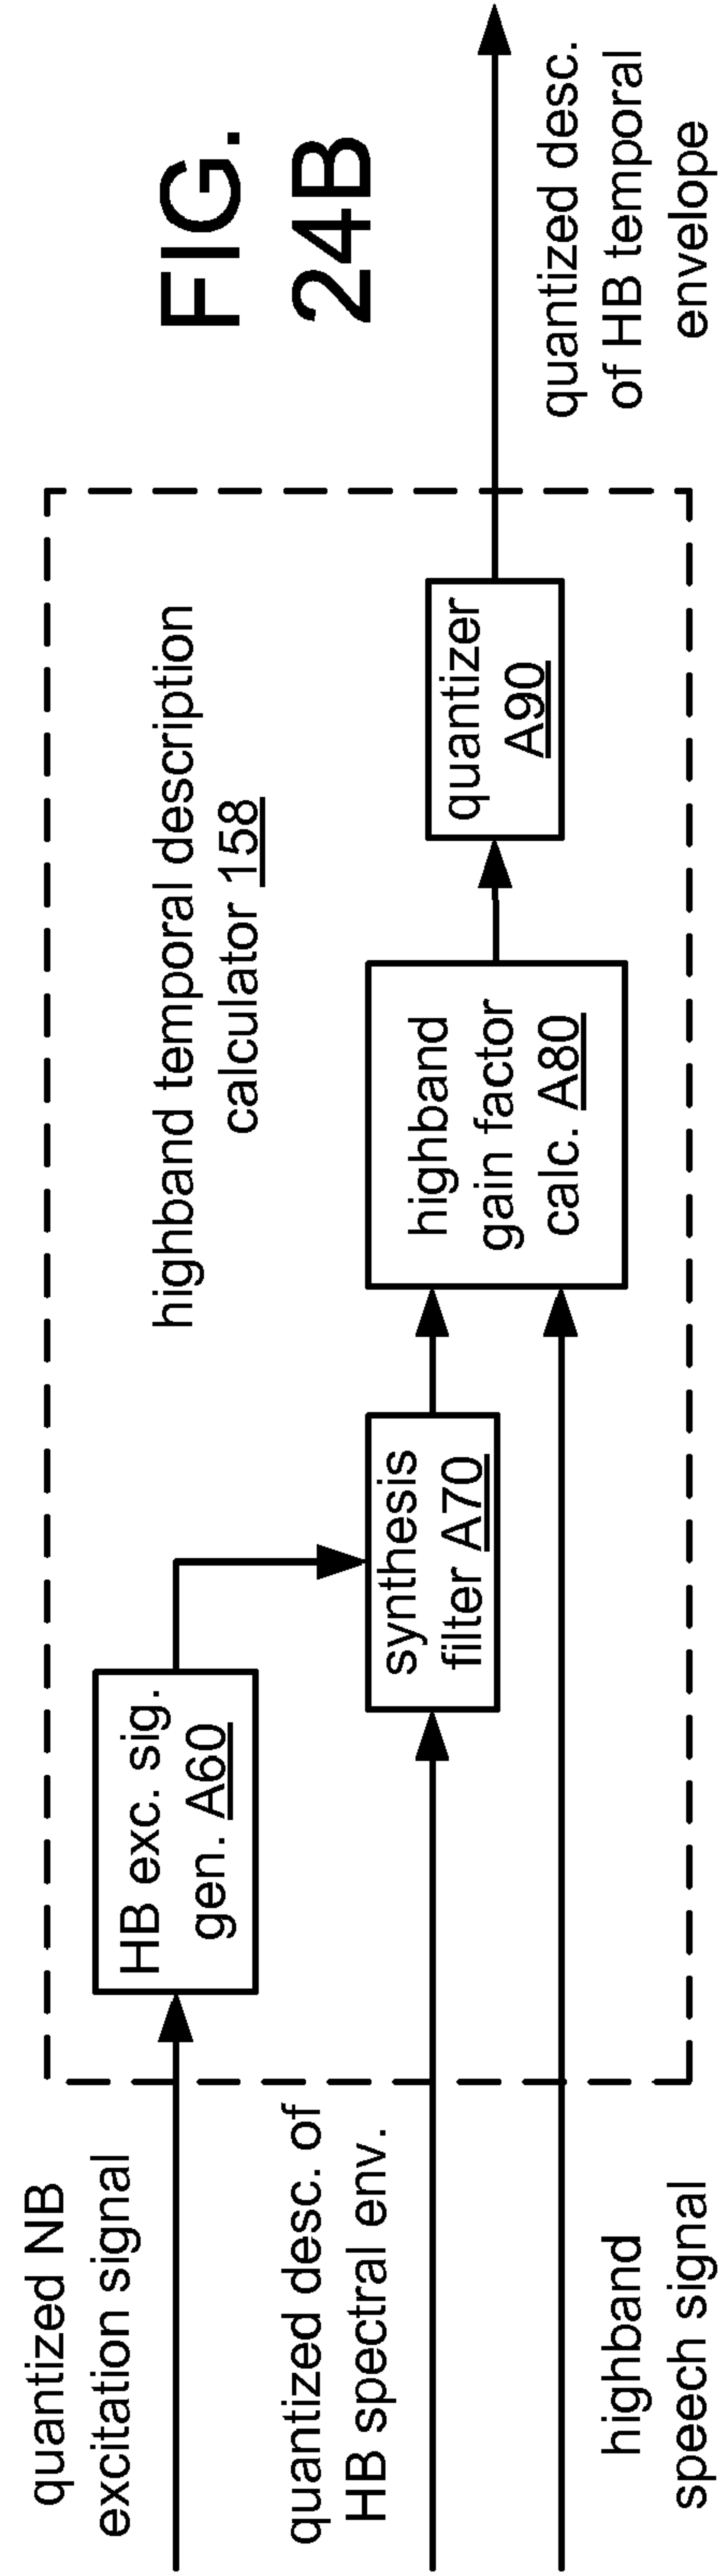 FIG.
24B
quantized NB
excitation signal
quantized desc. of
HB spectral env.
highband
speech signal
highband temporal description
calculator 158
HB exc. sig.
gen. A60
synthesis
filter A70
highband
gain factor
calc. A80
quantizer
A90
quantized desc.
of HB temporal
envelope